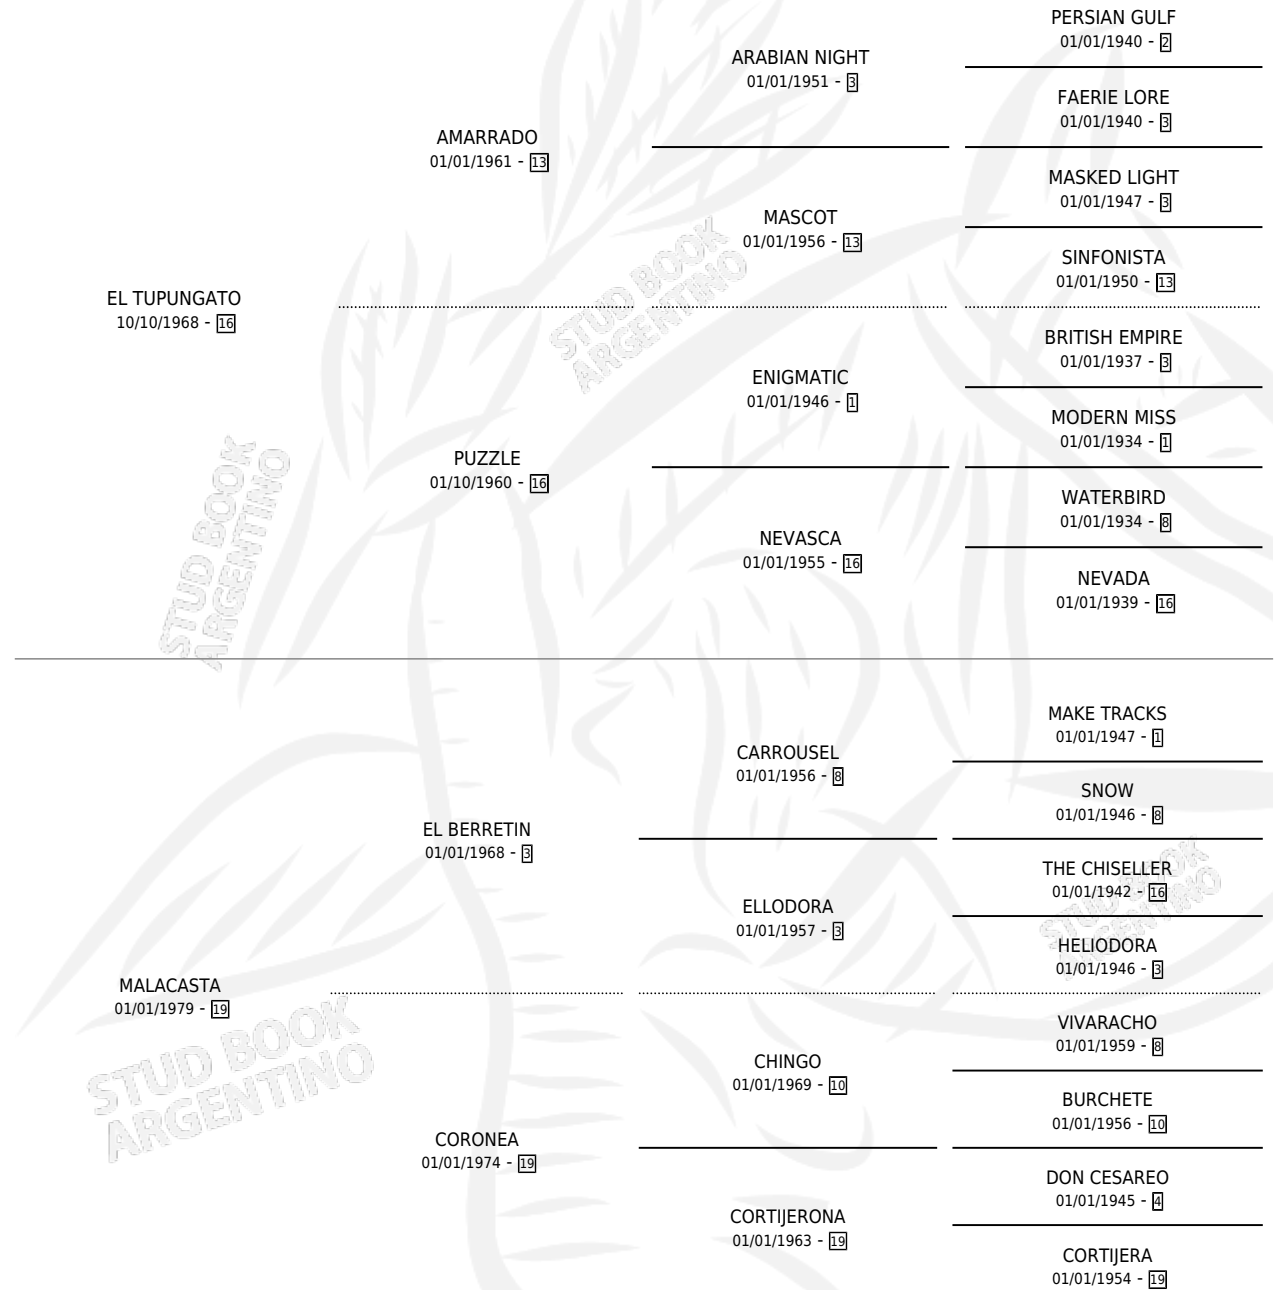 PERSIAN GULF
01/01/1940 - 2
ARABIAN NIGHT
01/01/1951 - 3
FAERIE LORE
01/01/1940 - 3
AMARRADO
01/01/1961 - 13
MASKED LIGHT
01/01/1947 - 3
MASCOT
01/01/1956 - 13
SINFONISTA
01/01/1950 - 13
EL TUPUNGATO
10/10/1968 - 16
BRITISH EMPIRE
01/01/1937 - 3
ENIGMATIC
01/01/1946 - 1
MODERN MISS
01/01/1934 - 1
PUZZLE
01/10/1960 - 16
WATERBIRD
01/01/1934 - 8
NEVASCA
01/01/1955 - 16
NEVADA
01/01/1939 - 16
MAKE TRACKS
01/01/1947 - 1
CARROUSEL
01/01/1956 - 8
SNOW
01/01/1946 - 8
EL BERRETIN
01/01/1968 - 3
THE CHISELLER
01/01/1942 - 16
ELLODORA
01/01/1957 - 3
HELIODORA
01/01/1946 - 3
MALACASTA
01/01/1979 - 19
VIVARACHO
01/01/1959 - 8
CHINGO
01/01/1969 - 10
BURCHETE
01/01/1956 - 10
CORONEA
01/01/1974 - 19
DON CESAREO
01/01/1945 - 4
CORTIJERONA
01/01/1963 - 19
CORTIJERA
01/01/1954 - 19
STUD BOOK
ARGENTINO
STUD BOOK
ARGENTINO
STUD BOOK
ARGENTINO
STUD BOOK
ARGENTINO